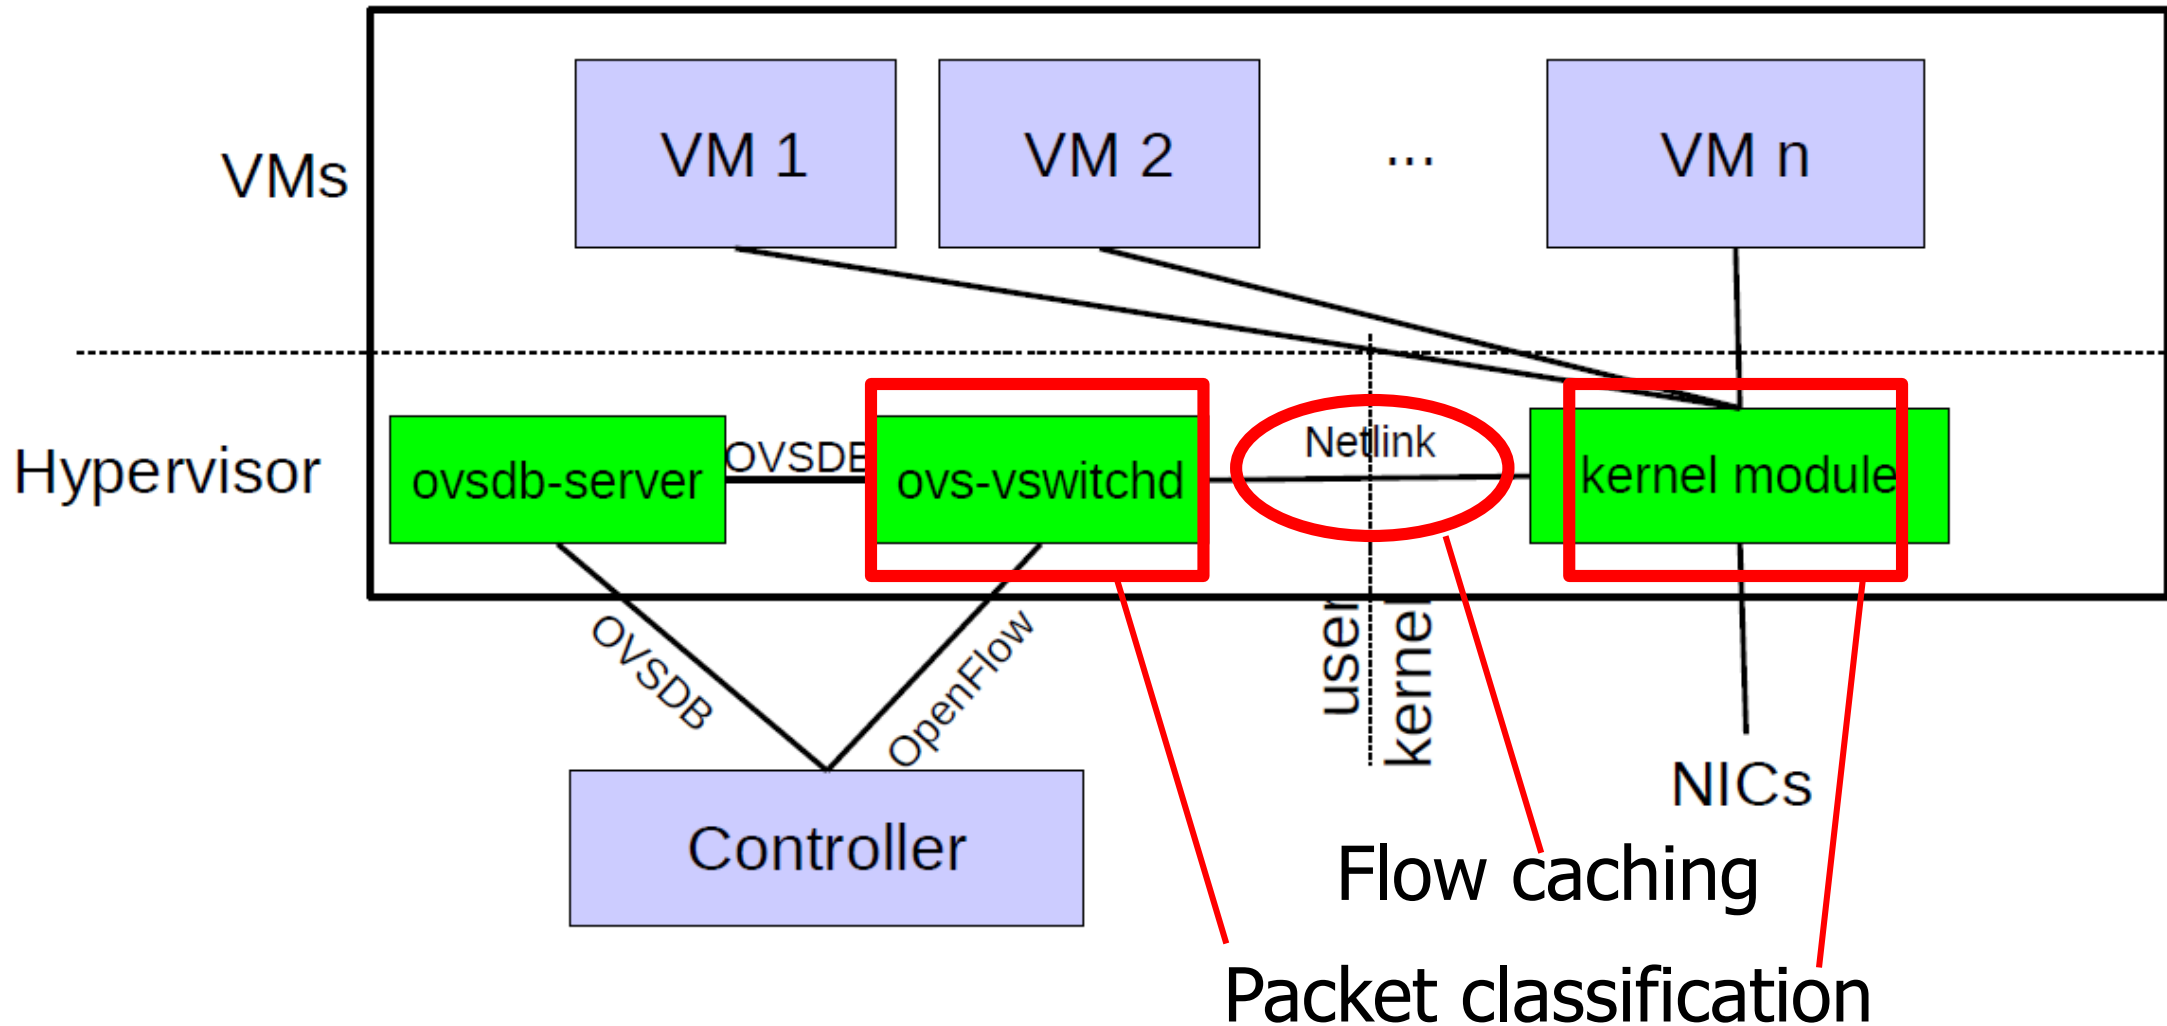 VMs
VM 1
VM 2
...
VM n
Hypervisor
ovsdb-server
OVSDB
ovs-vswitchd
Netlink
kernel module
OVSDB
OpenFlow
user
kernel
NICs
Controller
Flow caching
Packet classification